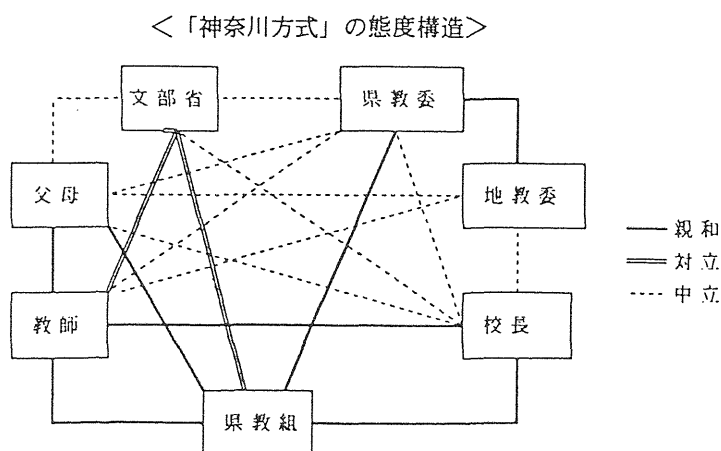 ＜「神奈川方式」の態度構造＞
文部省
県教委
父母
地教委
親和
対立
中立
教師
校長
県教組